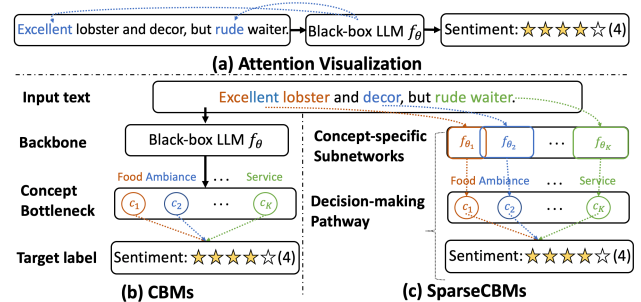 Excellent lobster and decor, but rude waiter. Black-box LLM fθ Sentiment: ★★★★☆(4)
(a) Attention Visualization
Input text Excellent lobster and decor, but rude waiter.
Backbone Black-box LLM fθ Concept-specific Subnetworks fθ₁ fθ₂ ··· fθK
Food Ambiance ··· Service Food Ambiance ··· Service
Concept Bottleneck c₁ c₂ ··· cK Decision-making Pathway c₁ c₂ ··· cK
Target label Sentiment: ★★★★☆(4) Sentiment: ★★★★☆(4)
(b) CBMs (c) SparseCBMs